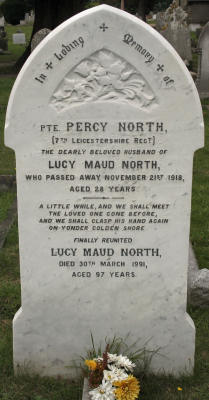 In Loving Memory of
PTE. PERCY NORTH,
(7TH LEICESTERSHIRE REGT)
THE DEARLY BELOVED HUSBAND OF
LUCY MAUD NORTH,
WHO PASSED AWAY NOVEMBER 21ST 1918,
AGED 28 YEARS
A LITTLE WHILE, AND WE SHALL MEET
THE LOVED ONE GONE BEFORE,
AND WE SHALL CLASP HIS HAND AGAIN
ON YONDER GOLDEN SHORE
FINALLY REUNITED
LUCY MAUD NORTH,
DIED 30TH MARCH 1991,
AGED 97 YEARS.